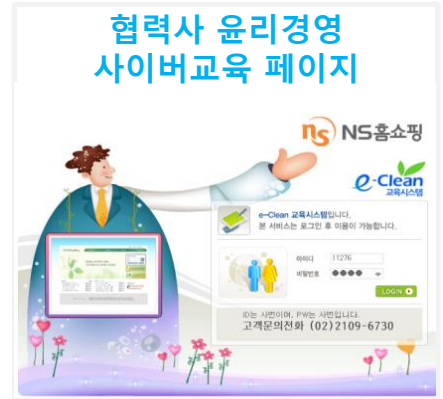 협력사 윤리경영
사이버교육 페이지
ns NS홈쇼핑
e-Clean
교육시스템
e-Clean 교육시스템입니다.
본 서비스는 로그인 후 이용이 가능합니다.
아이디 11276
비밀번호 ●●●●
LOGIN
ID는 사번이며, PW는 사번입니다.
고객문의전화 (02)2109-6730